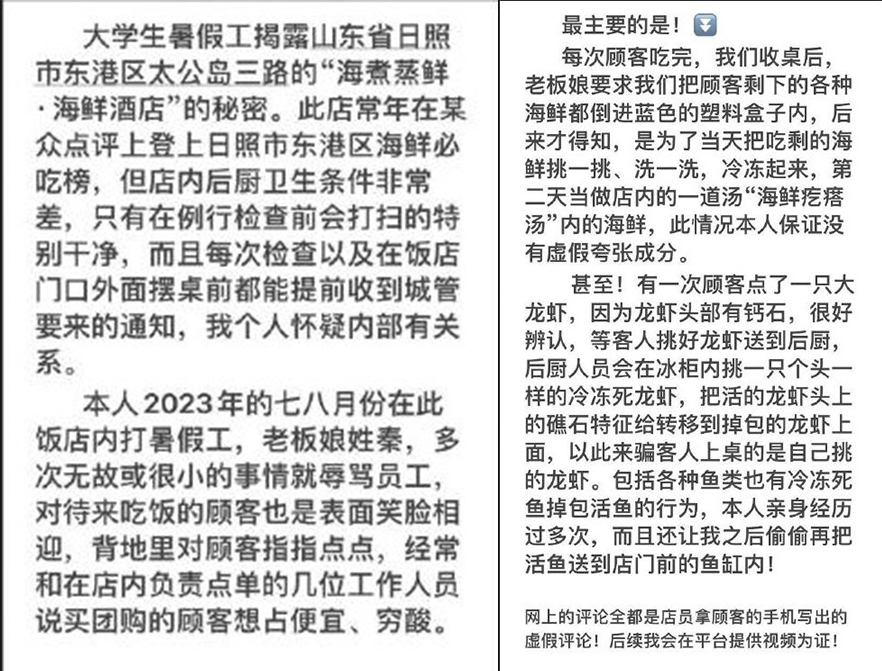 大学生暑假工揭露山东省日照
市东港区太公岛三路的“海煮蒸鲜
·海鲜酒店”的秘密。此店常年在某
众点评上登上日照市东港区海鲜必
吃榜，但店内后厨卫生条件非常
差，只有在例行检查前会打扫的特
别干净，而且每次检查以及在饭店
门口外面摆桌前都能提前收到城管
要来的通知，我个人怀疑内部有关
系。
本人2023年的七八月份在此
饭店内打暑假工，老板娘姓秦，多
次无故或很小的事情就辱骂员工，
对待来吃饭的顾客也是表面笑脸相
迎，背地里对顾客指指点点，经常
和在店内负责点单的几位工作人员
说买团购的顾客想占便宜、穷酸。
最主要的是！⏬
每次顾客吃完，我们收桌后，
老板娘要求我们把顾客剩下的各种
海鲜都倒进蓝色的塑料盒子内，后
来才得知，是为了当天把吃剩的海
鲜挑一挑、洗一洗，冷冻起来，第
二天当做店内的一道汤“海鲜疙瘩
汤”内的海鲜，此情况本人保证没
有虚假夸张成分。
甚至！有一次顾客点了一只大
龙虾，因为龙虾头部有钙石，很好
辨认，等客人挑好龙虾送到后厨，
后厨人员会在冰柜内挑一只个头一
样的冷冻死龙虾，把活的龙虾头上
的礁石特征给转移到掉包的龙虾上
面，以此来骗客人上桌的是自己挑
的龙虾。包括各种鱼类也有冷冻死
鱼掉包活鱼的行为，本人亲身经历
过多次，而且还让我之后偷偷再把
活鱼送到店门前的鱼缸内！
网上的评论全都是店员拿顾客的手机写出的
虚假评论！后续我会在平台提供视频为证！